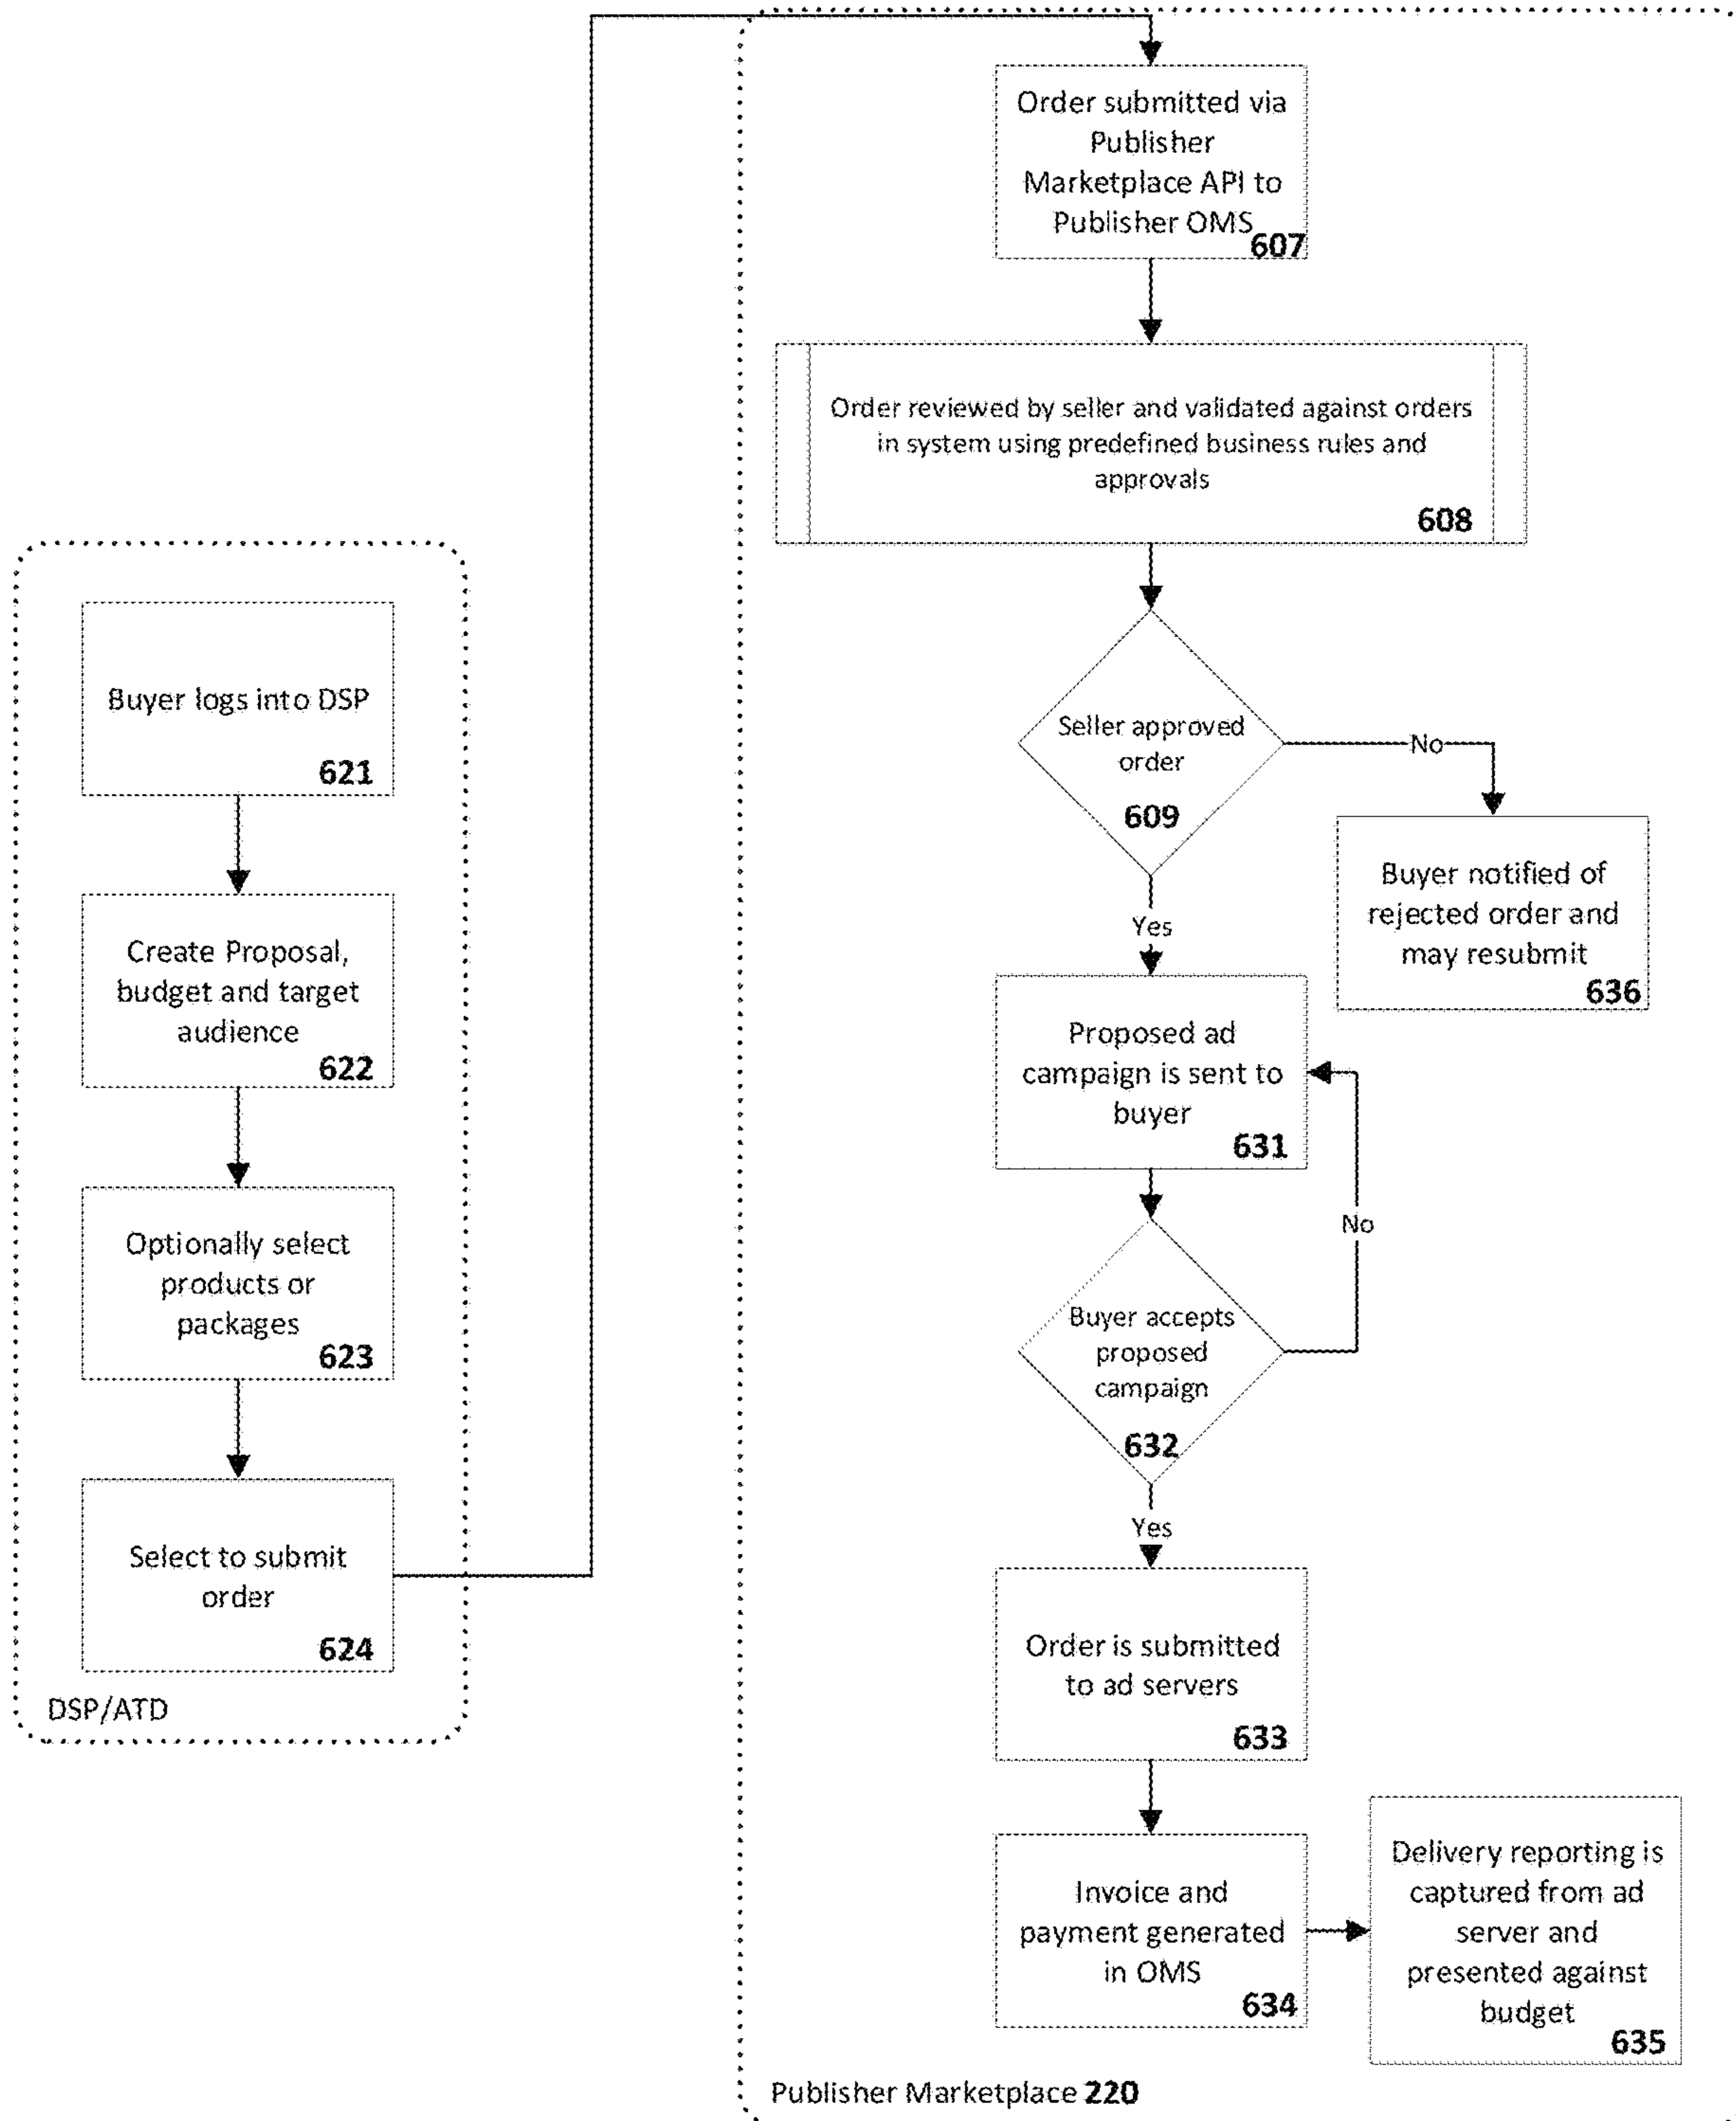 Buyer logs into DSP
621
Create Proposal,
budget and target
audience
622
Optionally select
products or
packages
623
Select to submit
order
624
DSP/ATD
Order submitted via
Publisher
Marketplace API to
Publisher OMS
607
Order reviewed by seller and validated against orders
in system using predefined business rules and
approvals
608
Seller approved
order
609
No
Buyer notified of
rejected order and
may resubmit
636
Yes
Proposed ad
campaign is sent to
buyer
631
No
Buyer accepts
proposed
campaign
632
Yes
Order is submitted
to ad servers
633
Invoice and
payment generated
in OMS
634
Delivery reporting is
captured from ad
server and
presented against
budget
635
Publisher Marketplace 220